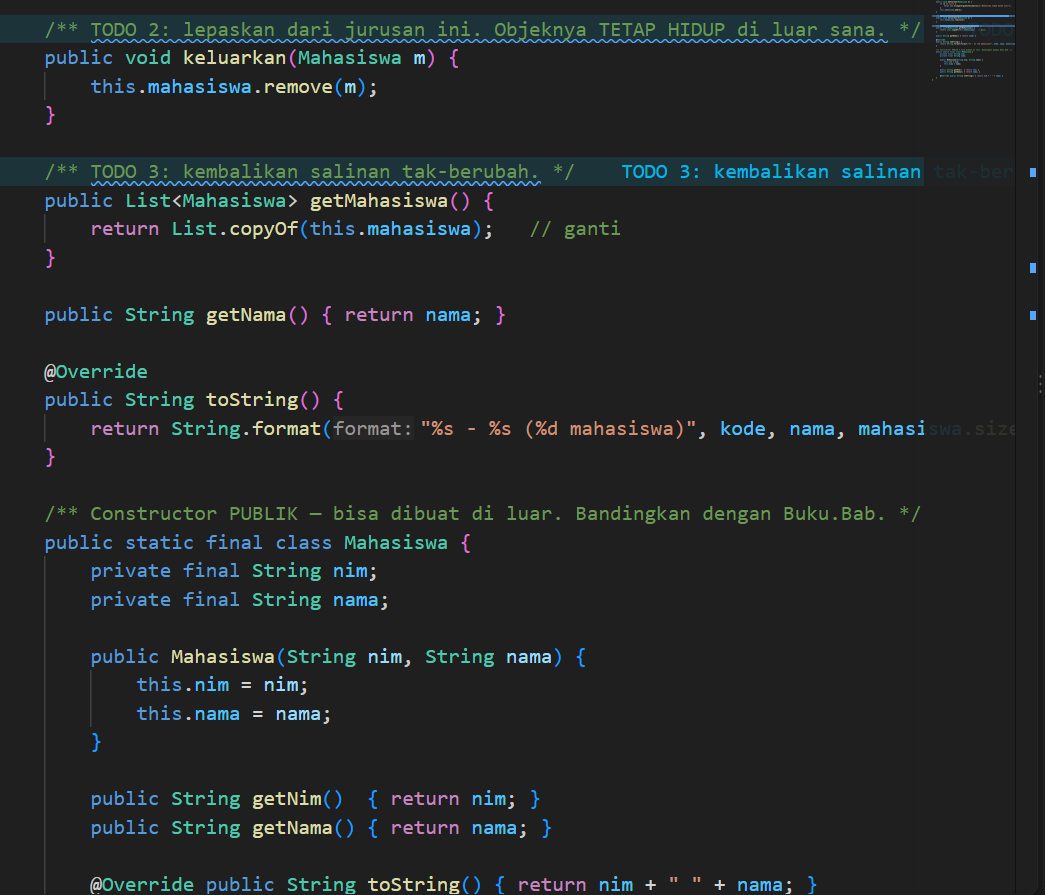 /** TODO 2: lepaskan dari jurusan ini. Objeknya TETAP HIDUP di luar sana. */
public void keluarkan(Mahasiswa m) {
this.mahasiswa.remove(m);
}
/** TODO 3: kembalikan salinan tak-berubah. */ TODO 3: kembalikan salinan tak-ber
public List<Mahasiswa> getMahasiswa() {
return List.copyOf(this.mahasiswa); // ganti
}
public String getNama() { return nama; }
@Override
public String toString() {
return String.format(format: "%s - %s (%d mahasiswa)", kode, nama, mahasiswa.size
}
/** Constructor PUBLIK — bisa dibuat di luar. Bandingkan dengan Buku.Bab. */
public static final class Mahasiswa {
private final String nim;
private final String nama;
public Mahasiswa(String nim, String nama) {
this.nim = nim;
this.nama = nama;
}
public String getNim() { return nim; }
public String getNama() { return nama; }
@Override public String toString() { return nim + " " + nama; }